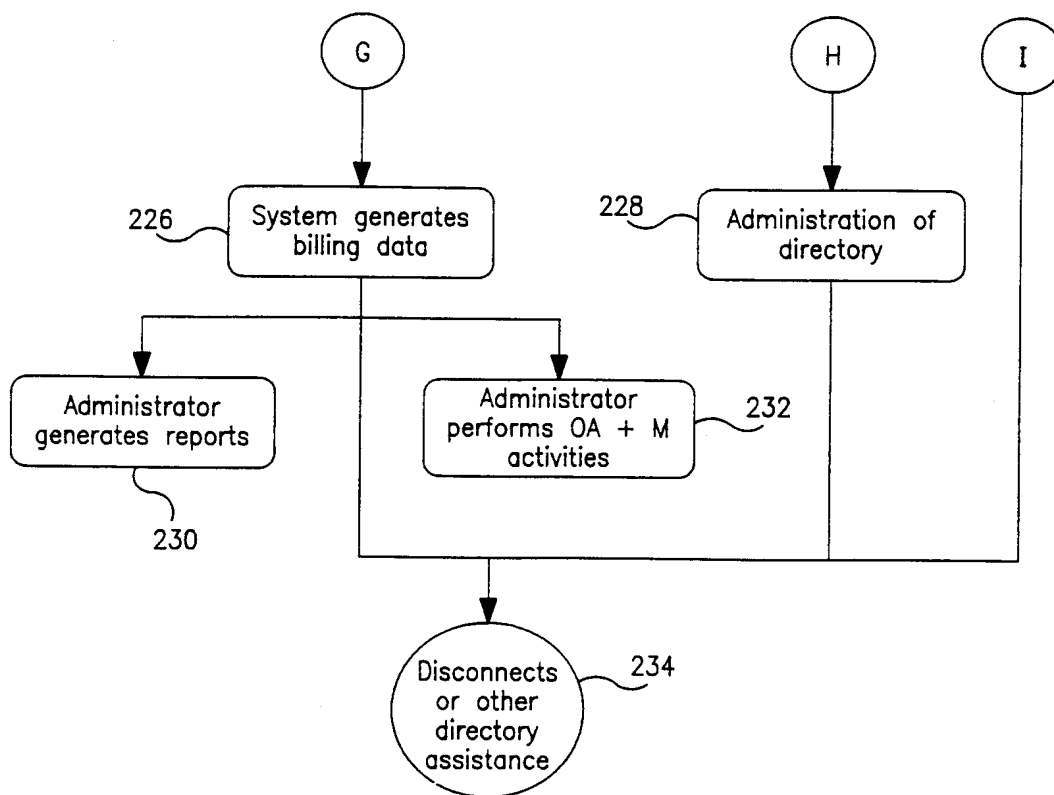 G
H
I
226
System generates
billing data
228
Administration of
directory
Administrator
generates reports
230
Administrator
performs OA + M
activities
232
Disconnects
or other
directory
assistance
234